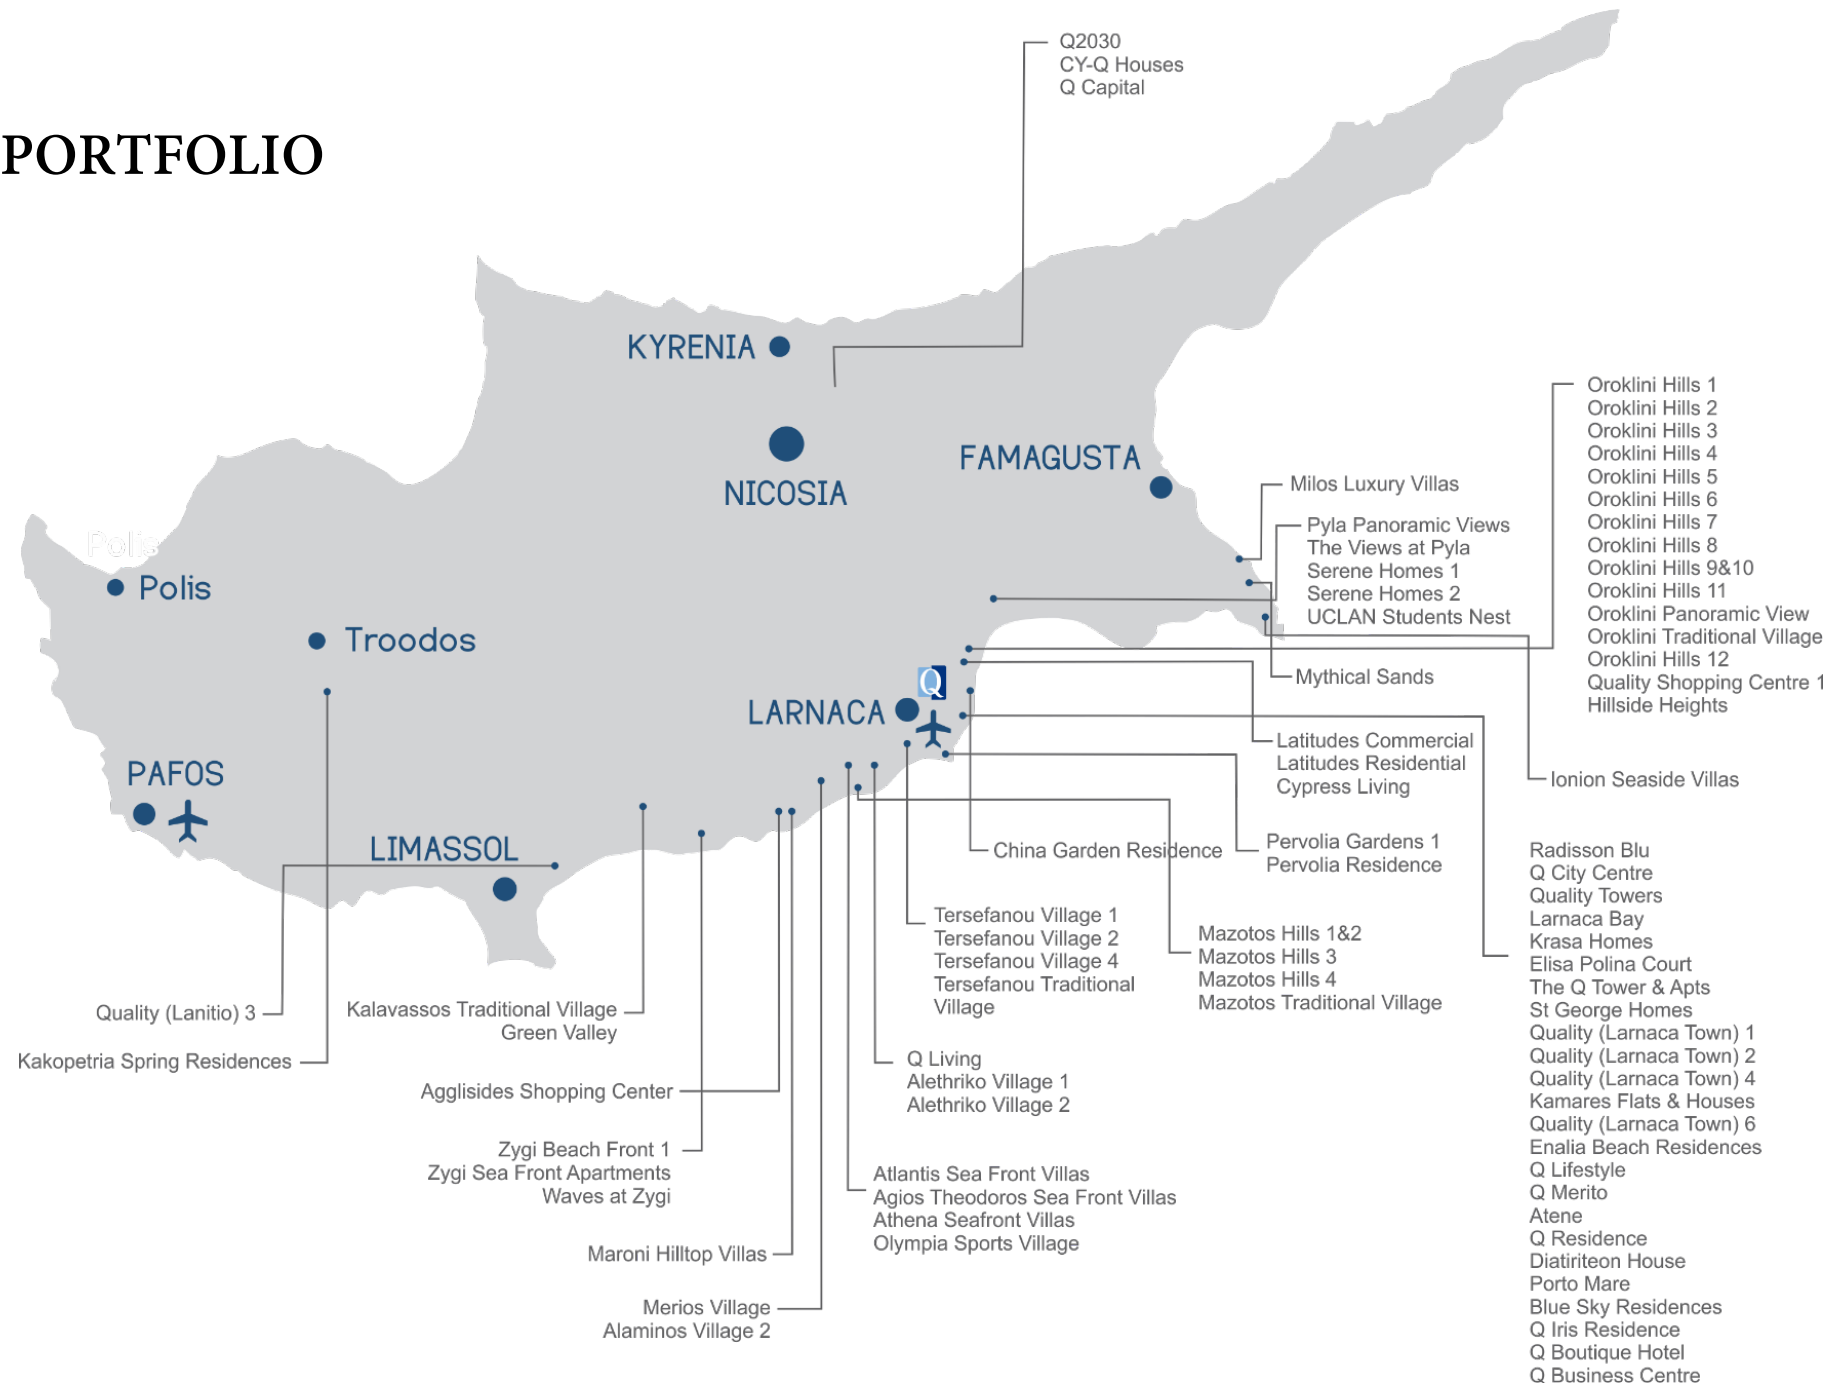 PORTFOLIO
Q2030
CY-Q Houses
Q Capital
KYRENIA
NICOSIA
FAMAGUSTA
Polis
Polis
Troodos
LARNACA
Q
PAFOS
LIMASSOL
Milos Luxury Villas
Pyla Panoramic Views
The Views at Pyla
Serene Homes 1
Serene Homes 2
UCLAN Students Nest
Mythical Sands
Oroklini Hills 1
Oroklini Hills 2
Oroklini Hills 3
Oroklini Hills 4
Oroklini Hills 5
Oroklini Hills 6
Oroklini Hills 7
Oroklini Hills 8
Oroklini Hills 9&10
Oroklini Hills 11
Oroklini Panoramic View
Oroklini Traditional Village
Oroklini Hills 12
Quality Shopping Centre 1
Hillside Heights
Latitudes Commercial
Latitudes Residential
Cypress Living
Ionion Seaside Villas
China Garden Residence
Pervolia Gardens 1
Pervolia Residence
Tersefanou Village 1
Tersefanou Village 2
Tersefanou Village 4
Tersefanou Traditional
Village
Mazotos Hills 1&2
Mazotos Hills 3
Mazotos Hills 4
Mazotos Traditional Village
Quality (Lanitio) 3
Kakopetria Spring Residences
Kalavassos Traditional Village
Green Valley
Agglisides Shopping Center
Q Living
Alethriko Village 1
Alethriko Village 2
Zygi Beach Front 1
Zygi Sea Front Apartments
Waves at Zygi
Atlantis Sea Front Villas
Agios Theodoros Sea Front Villas
Athena Seafront Villas
Olympia Sports Village
Maroni Hilltop Villas
Merios Village
Alaminos Village 2
Radisson Blu
Q City Centre
Quality Towers
Larnaca Bay
Krasa Homes
Elisa Polina Court
The Q Tower & Apts
St George Homes
Quality (Larnaca Town) 1
Quality (Larnaca Town) 2
Quality (Larnaca Town) 4
Kamares Flats & Houses
Quality (Larnaca Town) 6
Enalia Beach Residences
Q Lifestyle
Q Merito
Atene
Q Residence
Diatiriteon House
Porto Mare
Blue Sky Residences
Q Iris Residence
Q Boutique Hotel
Q Business Centre